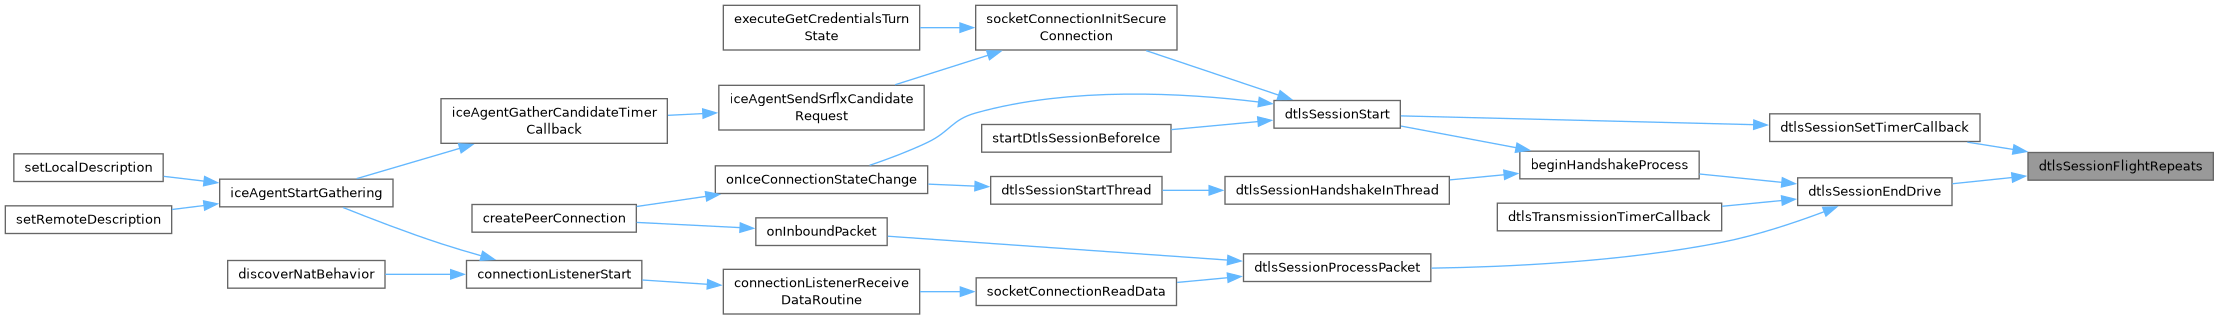 executeGetCredentialsTurn
State
socketConnectionInitSecure
Connection
iceAgentGatherCandidateTimer
Callback
iceAgentSendSrflxCandidate
Request
dtlsSessionStart
startDtlsSessionBeforeIce
dtlsSessionSetTimerCallback
setLocalDescription
setRemoteDescription
iceAgentStartGathering
onIceConnectionStateChange
dtlsSessionStartThread
dtlsSessionHandshakeInThread
beginHandshakeProcess
dtlsSessionFlightRepeats
dtlsSessionEndDrive
createPeerConnection
onInboundPacket
dtlsTransmissionTimerCallback
discoverNatBehavior
connectionListenerStart
connectionListenerReceive
DataRoutine
socketConnectionReadData
dtlsSessionProcessPacket